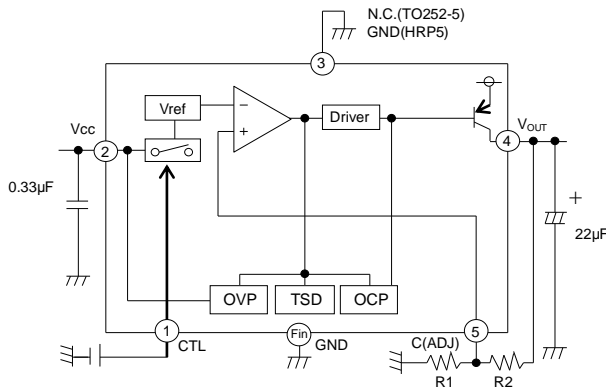 N.C.(TO252-5)
GND(HRP5)
3
Vref
−
+
Driver
Vcc
2
VOUT
4
0.33μF
+
22μF
OVP
TSD
OCP
1
CTL
Fin
GND
5
C(ADJ)
R1
R2